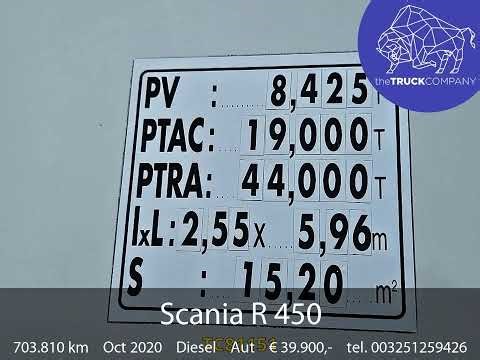 theTRUCKCOMPANY
PV : 8,425 T
PTAC : 19,000 T
PTRA : 44,000 T
lxL : 2,55 x 5,96 m
S : 15,20 m²
Scania R 450
703.810 km Oct 2020 Diesel Aut € 39.900,- tel. 003251259426